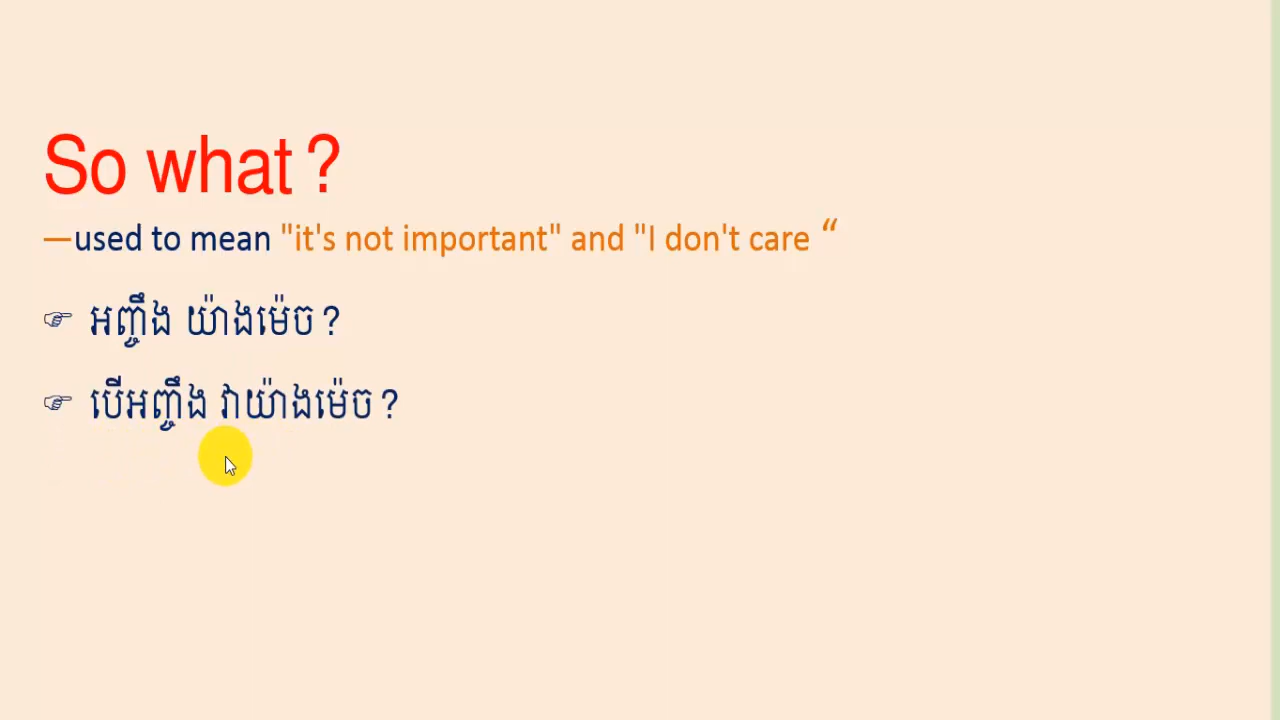 So what ?
—used to mean "it's not important" and "I don't care “
☞ អញ្ចឹង យ៉ាងម៉េច ?
☞ បើអញ្ចឹង វាយ៉ាងម៉េច ?